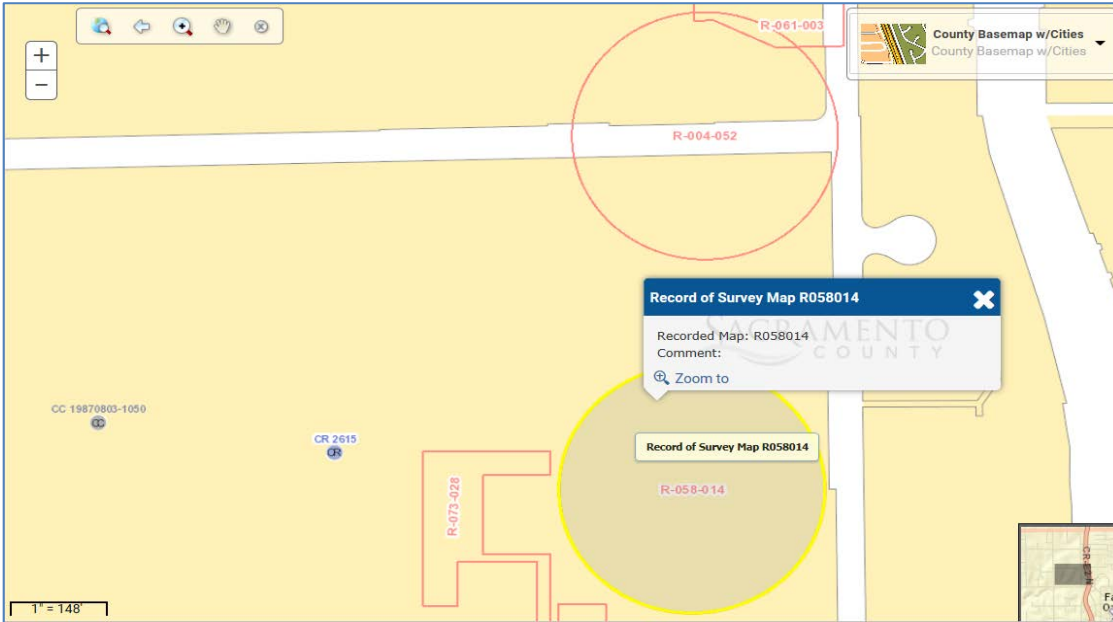 R-061-003
County Basemap w/Cities
County Basemap w/Cities
+
−
R-004-052
Record of Survey Map R058014
SACRAMENTO
COUNTY
Recorded Map: R058014
Comment:
Zoom to
CC 19870803-1050
CC
CR 2615
CR
Record of Survey Map R058014
R-058-014
R-073-028
1" = 148'